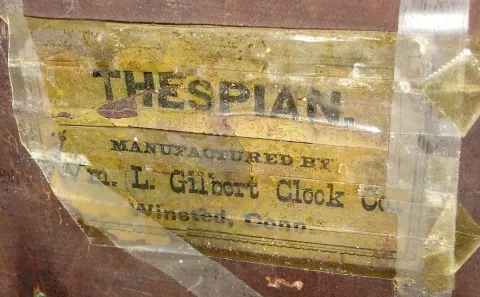 THESPIAN.
MANUFACTURED BY
Wm. L. Gilbert Clock Co
Winsted, Conn